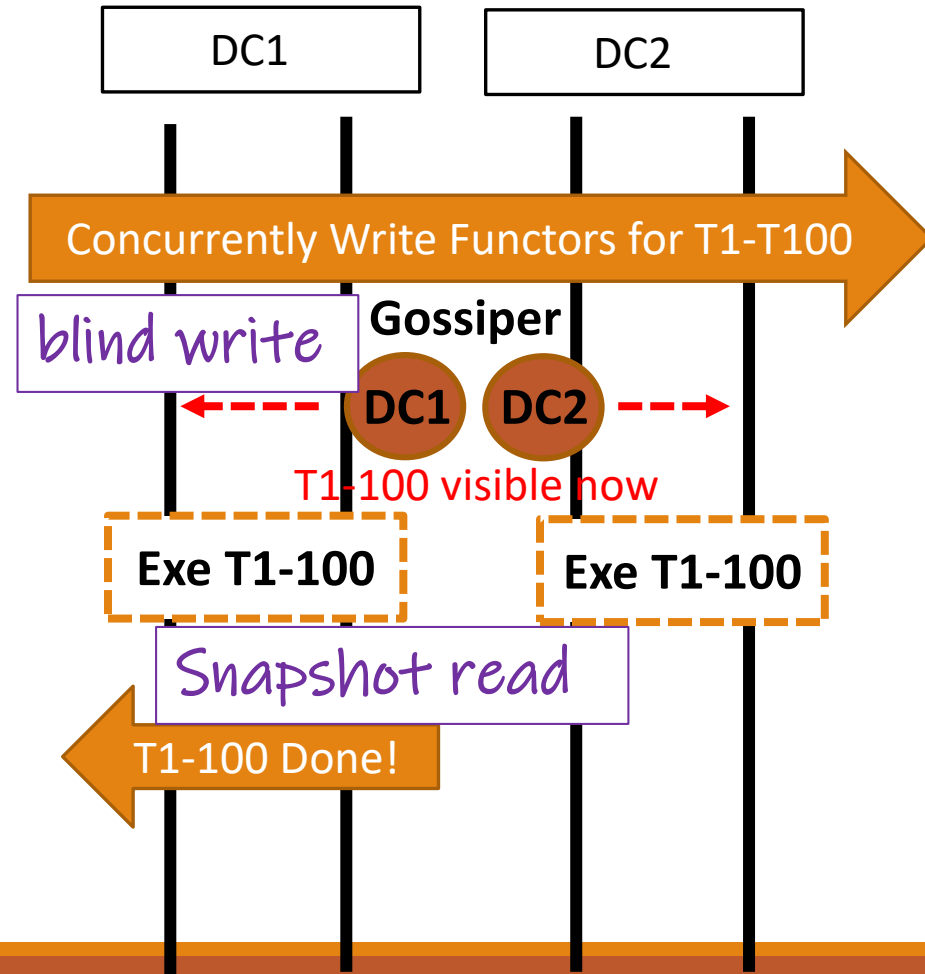 DC1
DC2
Concurrently Write Functors for T1-T100
blind write
Gossiper
DC1
DC2
T1-100 visible now
Exe T1-100
Exe T1-100
Snapshot read
T1-100 Done!